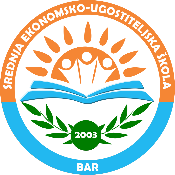 SREDNJA EKONOMSKO-UGOSTITELJSKA ŠKOLA
2003
BAR